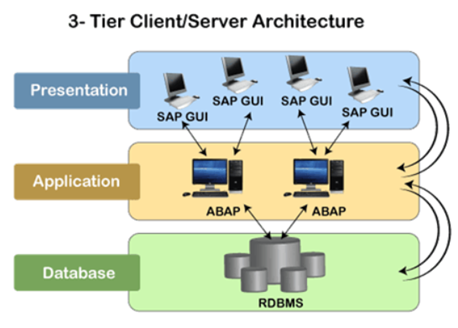 3- Tier Client/Server Architecture
Presentation
SAP GUI
SAP GUI
SAP GUI
SAP GUI
Application
ABAP
ABAP
Database
RDBMS